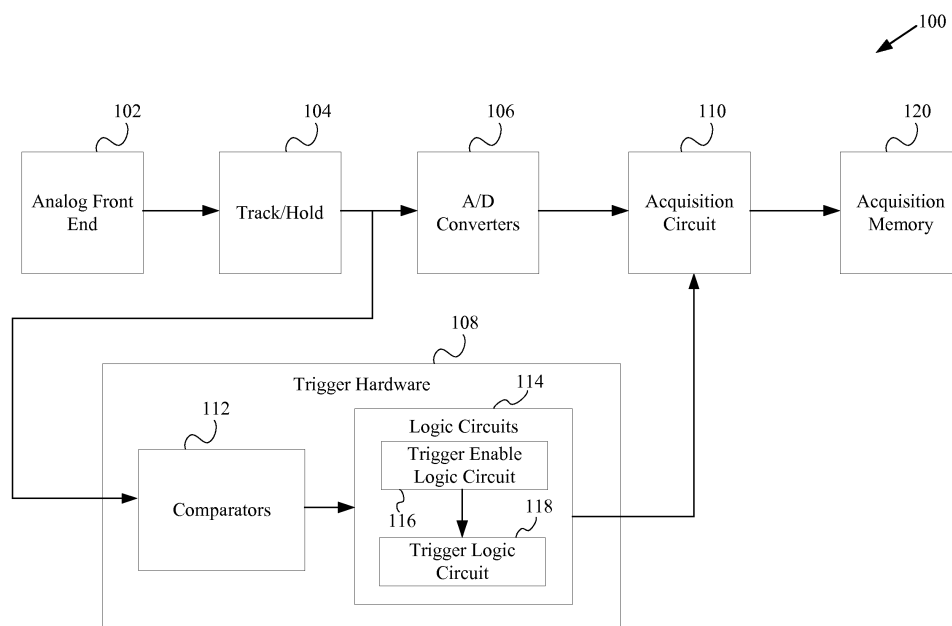 100
102
104
106
110
120
Analog Front
End
Track/Hold
A/D
Converters
Acquisition
Circuit
Acquisition
Memory
108
Trigger Hardware
114
112
Logic Circuits
Trigger Enable
Logic Circuit
Comparators
116
118
Trigger Logic
Circuit